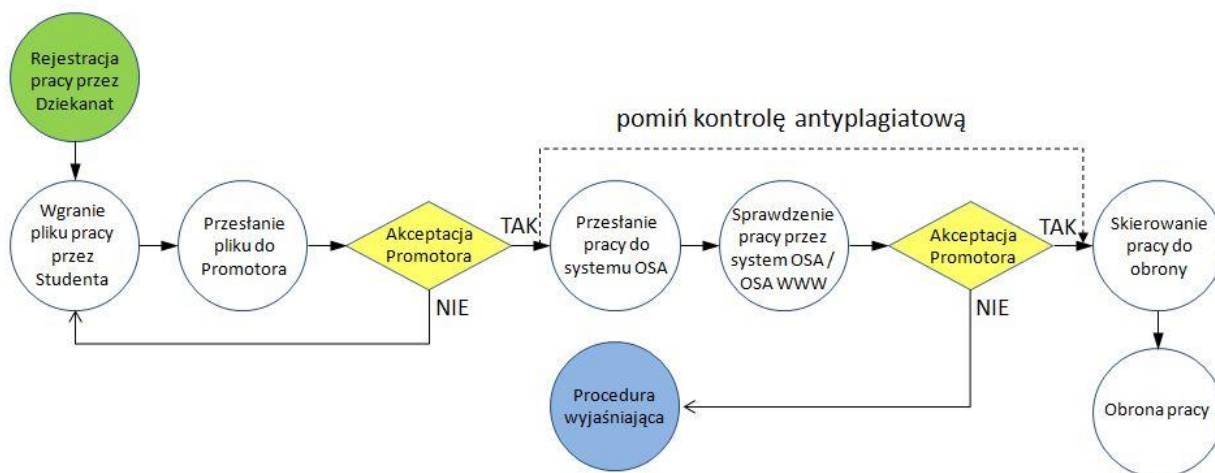 Rejestracja
pracy przez
Dziekanat
pomiń kontrolę antyplagiatową
Wgranie
pliku pracy
przez
Studenta
Przesłanie
pliku do
Promotora
Akceptacja
Promotora
TAK
NIE
Przesłanie
pracy do
systemu OSA
Sprawdzenie
pracy przez
system OSA /
OSA WWW
Akceptacja
Promotora
TAK
NIE
Skierowanie
pracy do
obrony
Procedura
wyjaśniająca
Obrona pracy